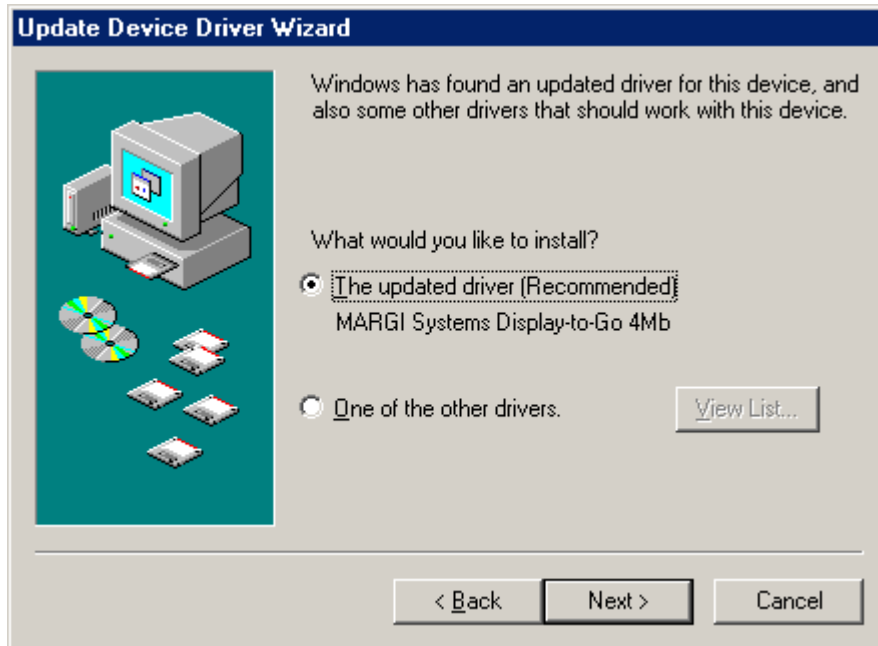 Update Device Driver Wizard
Windows has found an updated driver for this device, and
also some other drivers that should work with this device.
What would you like to install?
The updated driver (Recommended)
MARGI Systems Display-to-Go 4Mb
One of the other drivers.
View List...
< Back
Next >
Cancel